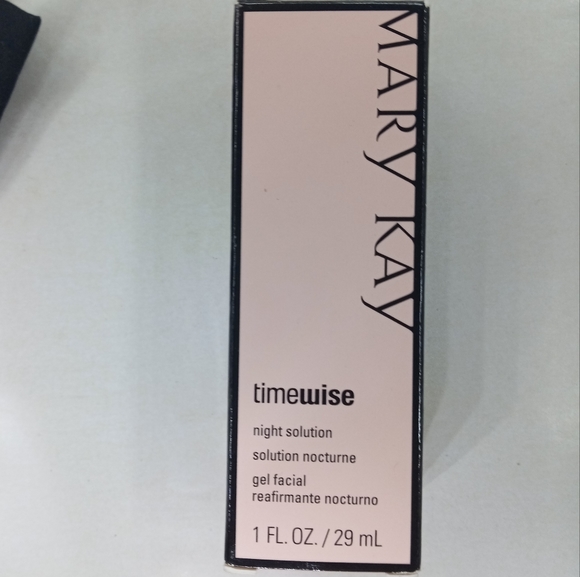 MARY KAY
timewise
night solution
solution nocturne
gel facial
reafirmante nocturno
1 FL. OZ. / 29 mL